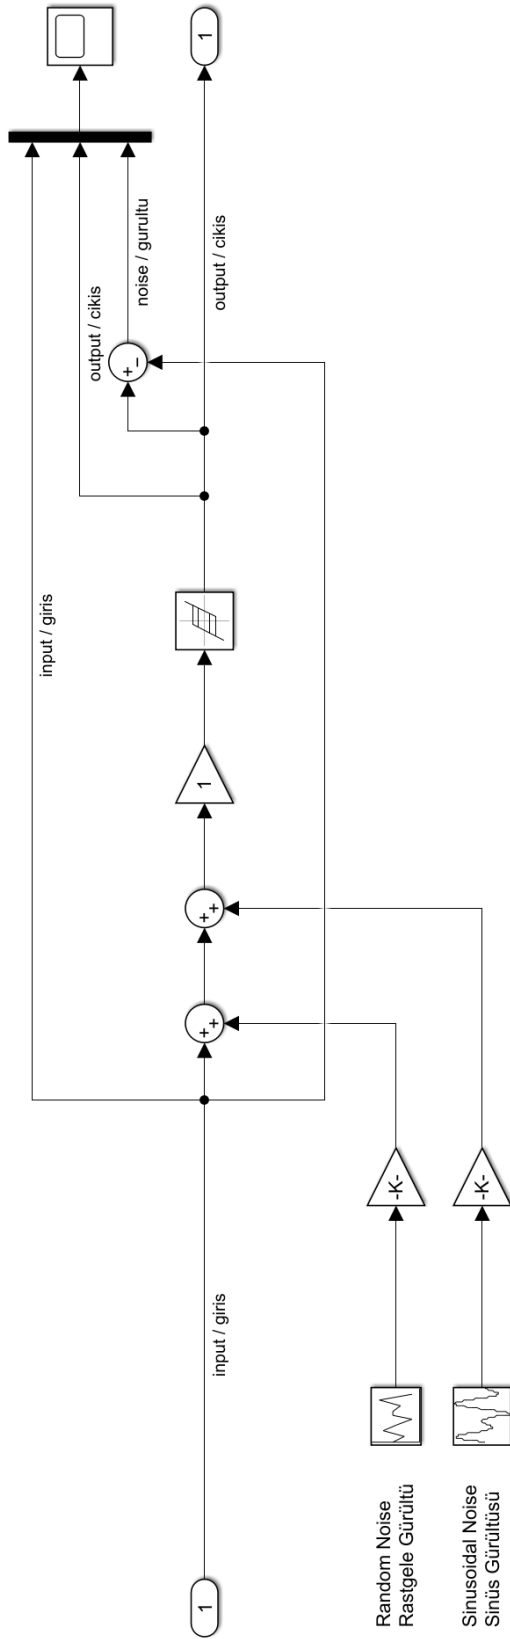 1
input / giris
Random Noise
Rastgele Gürültü
Sinusoidal Noise
Sinüs Gürültüsü
-K-
-K-
+
+
+
+
1
input / giris
output / cikis
+
−
noise / gurultu
output / cikis
1